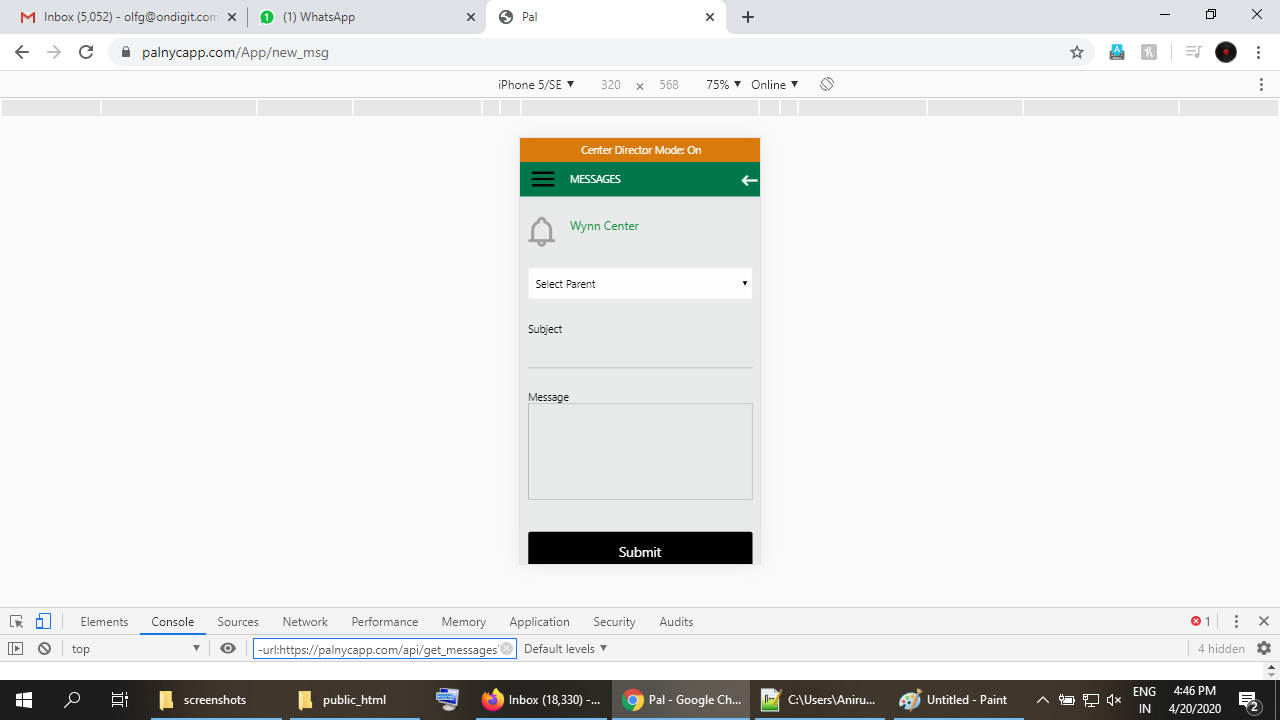 Inbox (5,052) - olfg@ondigit.com
(1) WhatsApp
Pal
palnycapp.com/App/new_msg
iPhone 5/SE ▼ 320 × 568 75% ▼ Online ▼
Center Director Mode: On
MESSAGES
Wynn Center
Select Parent
Subject
Message
Submit
Elements Console Sources Network Performance Memory Application Security Audits 1
top ▼ -url:https://palnycapp.com/api/get_messages Default levels ▼ 4 hidden
screenshots public_html Inbox (18,330) -... Pal - Google Ch... C:\Users\Aniru... Untitled - Paint
ENG
IN
4:46 PM
4/20/2020
2